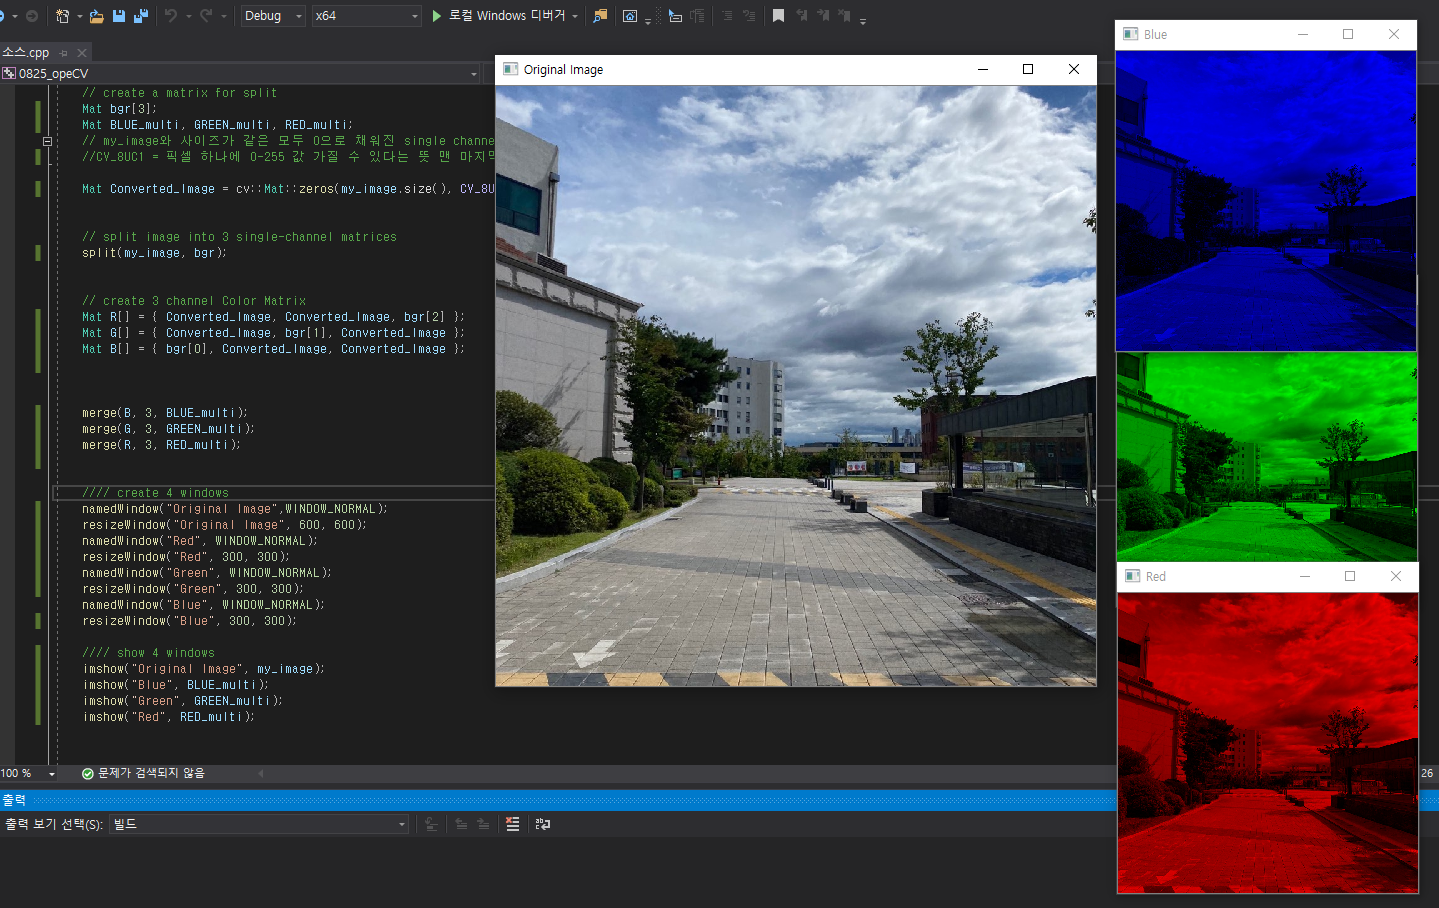 Debug
x64
로컬 Windows 디버거
소스.cpp
0825_opeCV
// create a matrix for split
Mat bgr[3];
Mat BLUE_multi, GREEN_multi, RED_multi;
// my_image와 사이즈가 같은 모두 0으로 채워진 single channe
//CV_8UC1 = 픽셀 하나에 0-255 값 가질 수 있다는 뜻 맨 마지막
Mat Converted_Image = cv::Mat::zeros(my_image.size(), CV_8U
// split image into 3 single-channel matrices
split(my_image, bgr);
// create 3 channel Color Matrix
Mat R[] = { Converted_Image, Converted_Image, bgr[2] };
Mat G[] = { Converted_Image, bgr[1], Converted_Image };
Mat B[] = { bgr[0], Converted_Image, Converted_Image };
merge(B, 3, BLUE_multi);
merge(G, 3, GREEN_multi);
merge(R, 3, RED_multi);
//// create 4 windows
namedWindow("Original Image",WINDOW_NORMAL);
resizeWindow("Original Image", 600, 600);
namedWindow("Red", WINDOW_NORMAL);
resizeWindow("Red", 300, 300);
namedWindow("Green", WINDOW_NORMAL);
resizeWindow("Green", 300, 300);
namedWindow("Blue", WINDOW_NORMAL);
resizeWindow("Blue", 300, 300);
//// show 4 windows
imshow("Original Image", my_image);
imshow("Blue", BLUE_multi);
imshow("Green", GREEN_multi);
imshow("Red", RED_multi);
100 %
문제가 검색되지 않음
26
출력
출력 보기 선택(S):
빌드
Original Image
Blue
Red